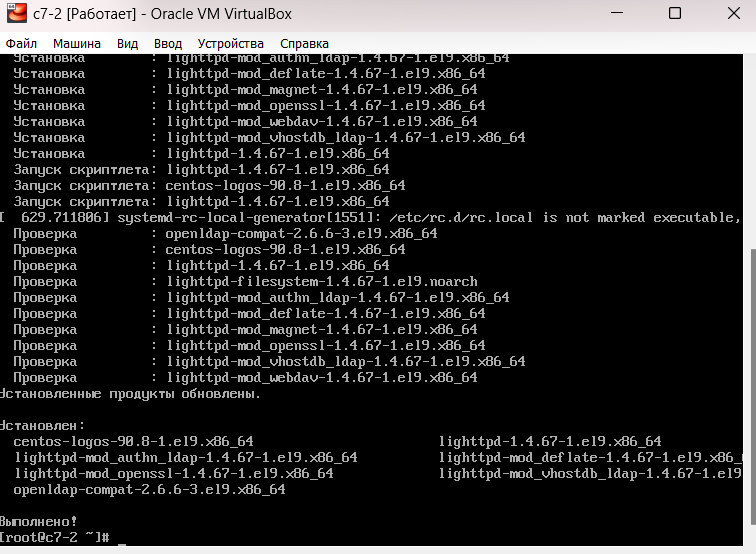 c7-2 [Работает] - Oracle VM VirtualBox
Файл Машина Вид Ввод Устройства Справка
Установка : lighttpd-mod_authn_ldap-1.4.67-1.el9.x86_64
Установка : lighttpd-mod_deflate-1.4.67-1.el9.x86_64
Установка : lighttpd-mod_magnet-1.4.67-1.el9.x86_64
Установка : lighttpd-mod_openssl-1.4.67-1.el9.x86_64
Установка : lighttpd-mod_webdav-1.4.67-1.el9.x86_64
Установка : lighttpd-mod_vhostdb_ldap-1.4.67-1.el9.x86_64
Установка : lighttpd-1.4.67-1.el9.x86_64
Запуск скриптлета: lighttpd-1.4.67-1.el9.x86_64
Запуск скриптлета: centos-logos-90.8-1.el9.x86_64
Запуск скриптлета: lighttpd-1.4.67-1.el9.x86_64
[ 629.711806] systemd-rc-local-generator[1551]: /etc/rc.d/rc.local is not marked executable,
Проверка : openldap-compat-2.6.6-3.el9.x86_64
Проверка : centos-logos-90.8-1.el9.x86_64
Проверка : lighttpd-1.4.67-1.el9.x86_64
Проверка : lighttpd-filesystem-1.4.67-1.el9.noarch
Проверка : lighttpd-mod_authn_ldap-1.4.67-1.el9.x86_64
Проверка : lighttpd-mod_deflate-1.4.67-1.el9.x86_64
Проверка : lighttpd-mod_magnet-1.4.67-1.el9.x86_64
Проверка : lighttpd-mod_openssl-1.4.67-1.el9.x86_64
Проверка : lighttpd-mod_vhostdb_ldap-1.4.67-1.el9.x86_64
Проверка : lighttpd-mod_webdav-1.4.67-1.el9.x86_64
Установленные продукты обновлены.
Установлен:
centos-logos-90.8-1.el9.x86_64 lighttpd-1.4.67-1.el9.x86_64
lighttpd-mod_authn_ldap-1.4.67-1.el9.x86_64 lighttpd-mod_deflate-1.4.67-1.el9.x86_
lighttpd-mod_openssl-1.4.67-1.el9.x86_64 lighttpd-mod_vhostdb_ldap-1.4.67-1.el9
openldap-compat-2.6.6-3.el9.x86_64
Выполнено!
[root@c7-2 ~]# _